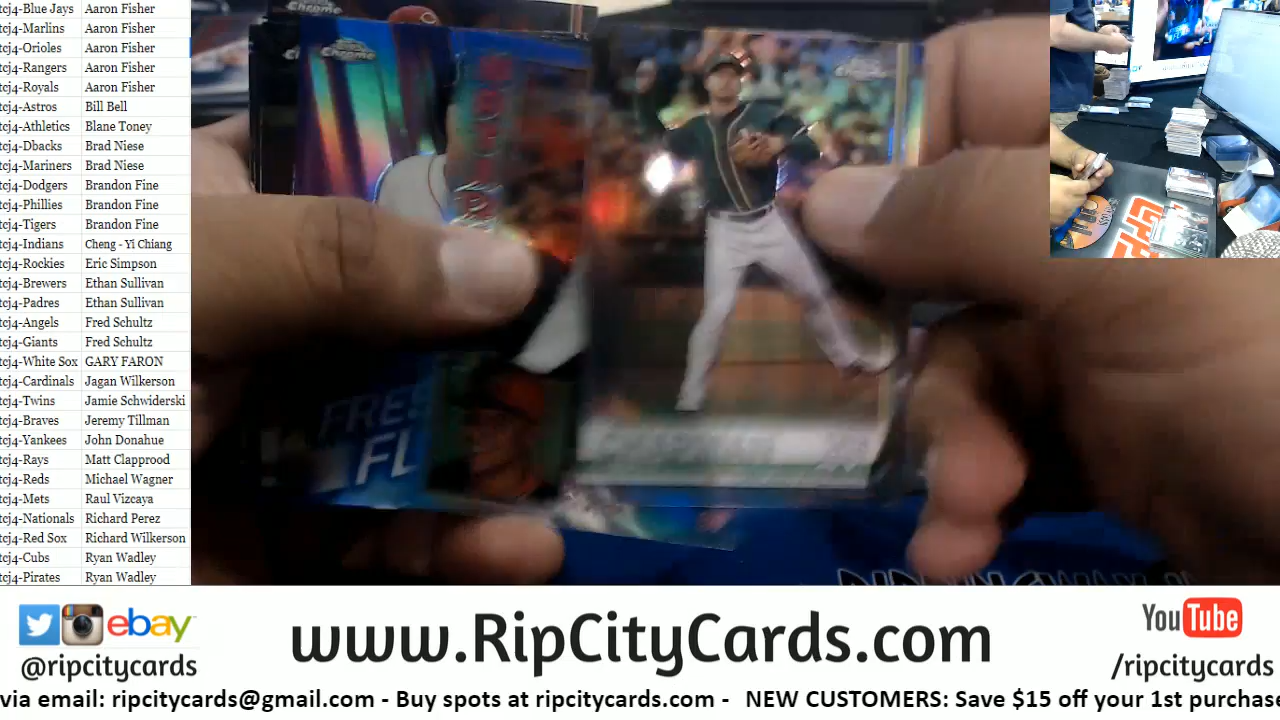 tcj4-Blue Jays Aaron Fisher
tcj4-Marlins Aaron Fisher
tcj4-Orioles Aaron Fisher
tcj4-Rangers Aaron Fisher
tcj4-Royals Aaron Fisher
tcj4-Astros Bill Bell
tcj4-Athletics Blane Toney
tcj4-Dbacks Brad Niese
tcj4-Mariners Brad Niese
tcj4-Dodgers Brandon Fine
tcj4-Phillies Brandon Fine
tcj4-Tigers Brandon Fine
tcj4-Indians Cheng - Yi Chiang
tcj4-Rockies Eric Simpson
tcj4-Brewers Ethan Sullivan
tcj4-Padres Ethan Sullivan
tcj4-Angels Fred Schultz
tcj4-Giants Fred Schultz
tcj4-White Sox GARY FARON
tcj4-Cardinals Jagan Wilkerson
tcj4-Twins Jamie Schwiderski
tcj4-Braves Jeremy Tillman
tcj4-Yankees John Donahue
tcj4-Rays Matt Clapprood
tcj4-Reds Michael Wagner
tcj4-Mets Raul Vizcaya
tcj4-Nationals Richard Perez
tcj4-Red Sox Richard Wilkerson
tcj4-Cubs Ryan Wadley
tcj4-Pirates Ryan Wadley
Chrome
Chrome
FRES
FL
ebay
@ripcitycards
www.RipCityCards.com
YouTube
/ripcitycards
via email: ripcitycards@gmail.com - Buy spots at ripcitycards.com - NEW CUSTOMERS: Save $15 off your 1st purchase